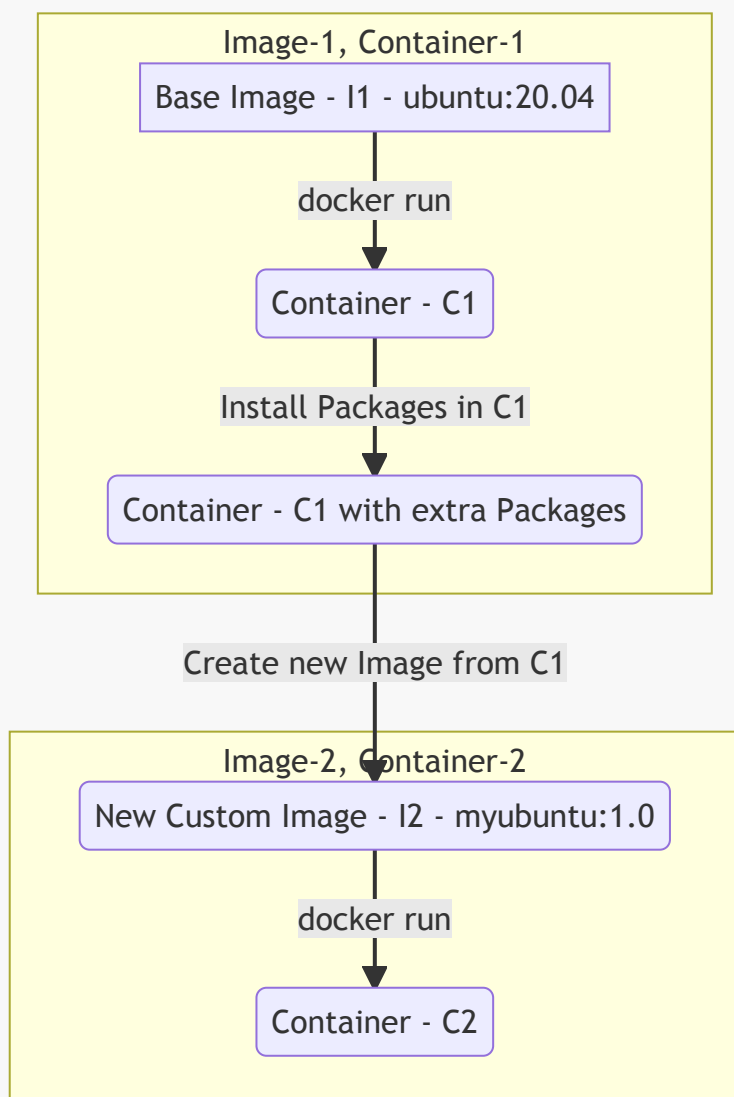 Image-1, Container-1
Base Image - I1 - ubuntu:20.04
docker run
Container - C1
Install Packages in C1
Container - C1 with extra Packages
Create new Image from C1
Image-2, Container-2
New Custom Image - I2 - myubuntu:1.0
docker run
Container - C2